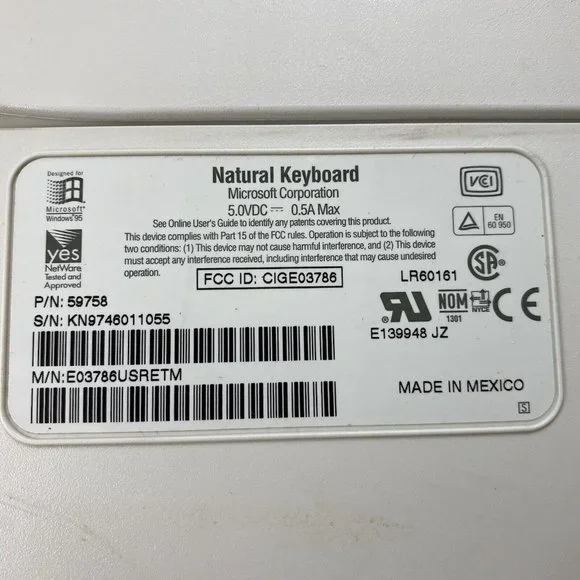 Designed for
Microsoft®
Windows®95
yes
NetWare
Tested and
Approved
Natural Keyboard
Microsoft Corporation
5.0VDC ⎓ 0.5A Max
See Online User's Guide to identify any patents covering this product.
This device complies with Part 15 of the FCC rules. Operation is subject to the following
two conditions: (1) This device may not cause harmful interference, and (2) This device
must accept any interference received, including interference that may cause undesired
operation.
FCC ID: CIGE03786
VCI
EN
60 950
LR60161
P/N: 59758
S/N: KN9746011055
NOM
1301
NYCE
CE
E139948 JZ
M/N:E03786USRETM
MADE IN MEXICO
S